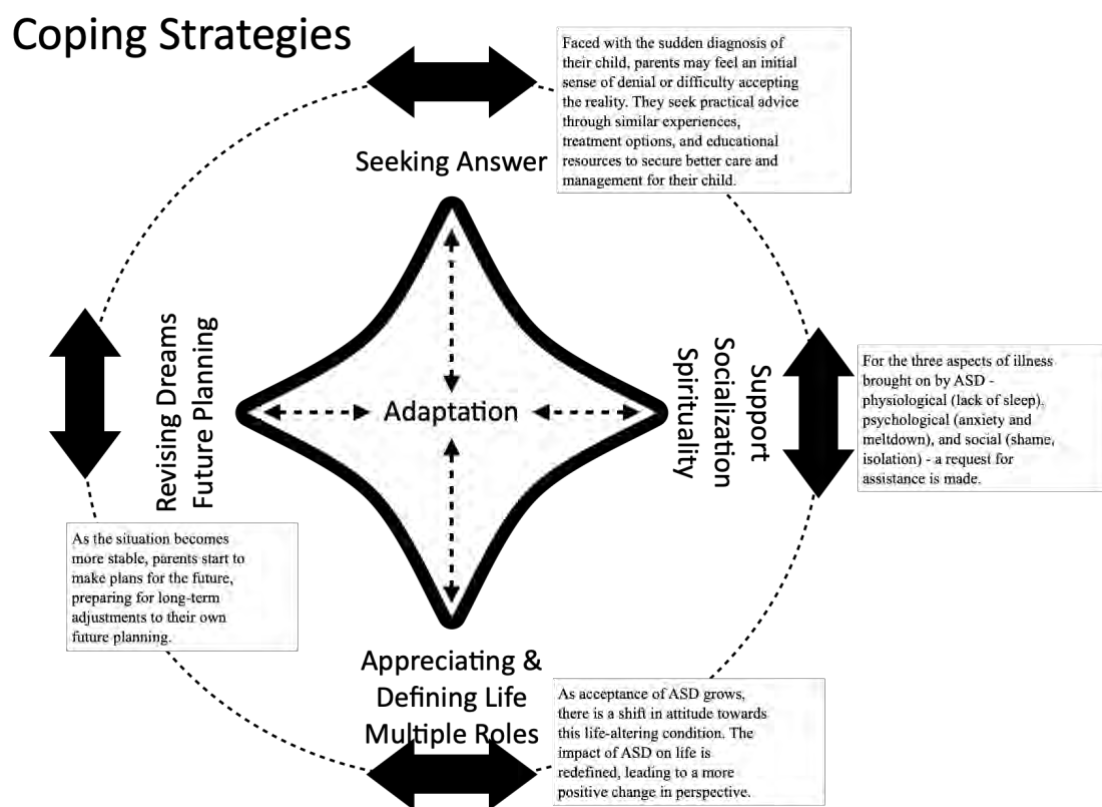 Coping Strategies
Faced with the sudden diagnosis of
their child, parents may feel an initial
sense of denial or difficulty accepting
the reality. They seek practical advice
through similar experiences,
treatment options, and educational
resources to secure better care and
management for their child.
Seeking Answer
Revising Dreams
Future Planning
Adaptation
Support
Socialization
Spirituality
For the three aspects of illness
brought on by ASD -
physiological (lack of sleep),
psychological (anxiety and
meltdown), and social (shame,
isolation) - a request for
assistance is made.
As the situation becomes
more stable, parents start to
make plans for the future,
preparing for long-term
adjustments to their own
future planning.
Appreciating &
Defining Life
Multiple Roles
As acceptance of ASD grows,
there is a shift in attitude towards
this life-altering condition. The
impact of ASD on life is
redefined, leading to a more
positive change in perspective.